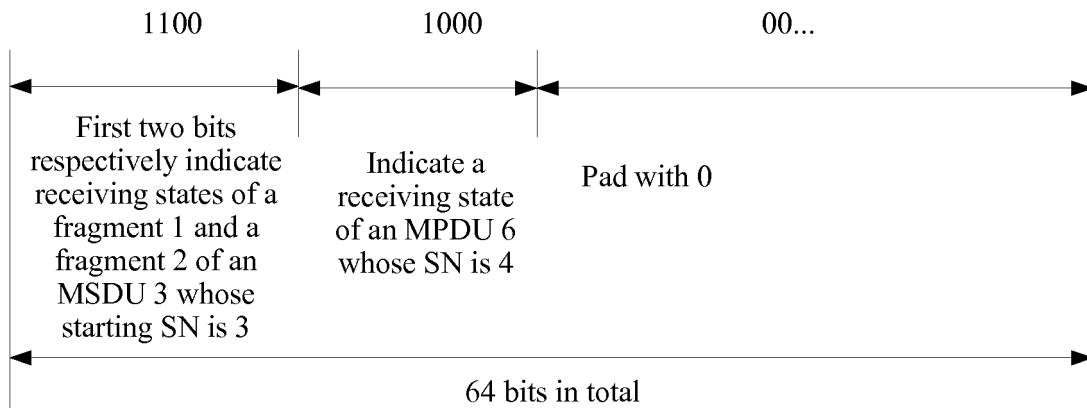 1100 1000 00...
First two bits
respectively indicate
receiving states of a
fragment 1 and a
fragment 2 of an
MSDU 3 whose
starting SN is 3
Indicate a
receiving state
of an MPDU 6
whose SN is 4
Pad with 0
64 bits in total